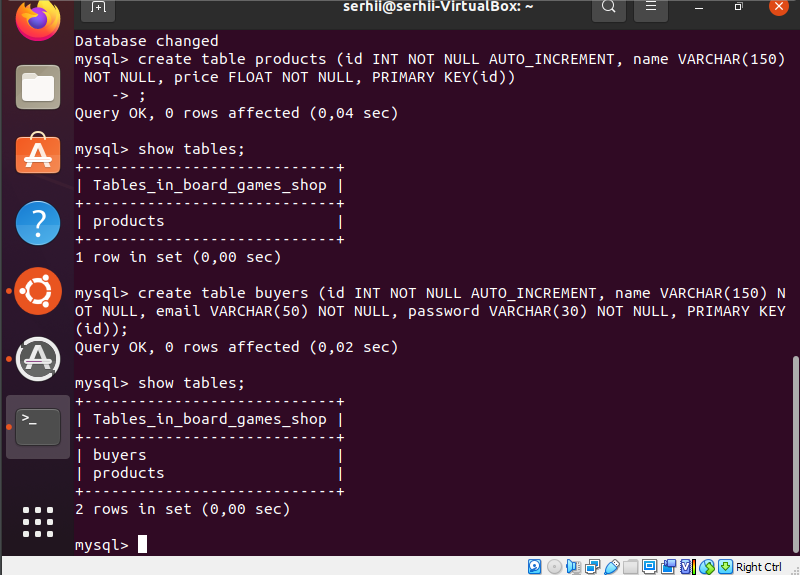 serhii@serhii-VirtualBox: ~
Database changed
mysql> create table products (id INT NOT NULL AUTO_INCREMENT, name VARCHAR(150)
 NOT NULL, price FLOAT NOT NULL, PRIMARY KEY(id))
    -> ;
Query OK, 0 rows affected (0,04 sec)
mysql> show tables;
+----------------------------+
| Tables_in_board_games_shop |
+----------------------------+
| products                   |
+----------------------------+
1 row in set (0,00 sec)
mysql> create table buyers (id INT NOT NULL AUTO_INCREMENT, name VARCHAR(150) N
OT NULL, email VARCHAR(50) NOT NULL, password VARCHAR(30) NOT NULL, PRIMARY KEY
(id));
Query OK, 0 rows affected (0,02 sec)
mysql> show tables;
+----------------------------+
| Tables_in_board_games_shop |
+----------------------------+
| buyers                     |
| products                   |
+----------------------------+
2 rows in set (0,00 sec)
mysql>
Right Ctrl